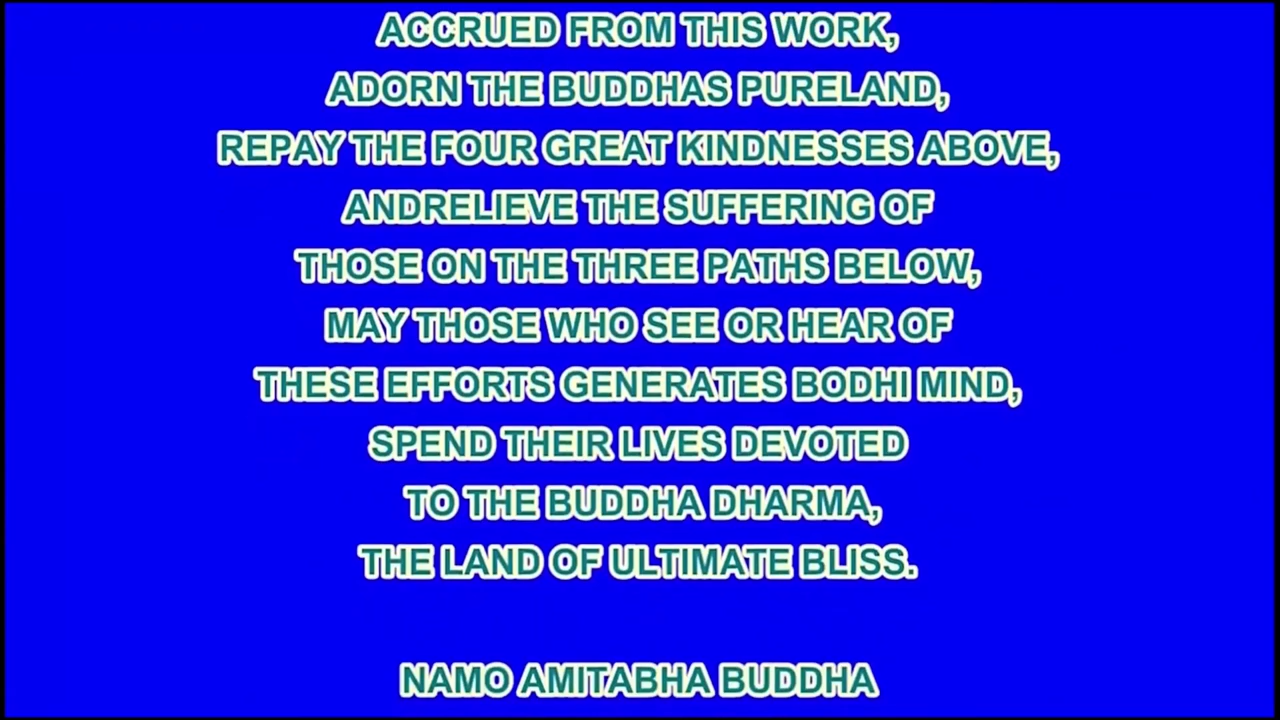 ACCRUED FROM THIS WORK,
ADORN THE BUDDHAS PURELAND,
REPAY THE FOUR GREAT KINDNESSES ABOVE,
ANDRELIEVE THE SUFFERING OF
THOSE ON THE THREE PATHS BELOW,
MAY THOSE WHO SEE OR HEAR OF
THESE EFFORTS GENERATES BODHI MIND,
SPEND THEIR LIVES DEVOTED
TO THE BUDDHA DHARMA,
THE LAND OF ULTIMATE BLISS.
NAMO AMITABHA BUDDHA